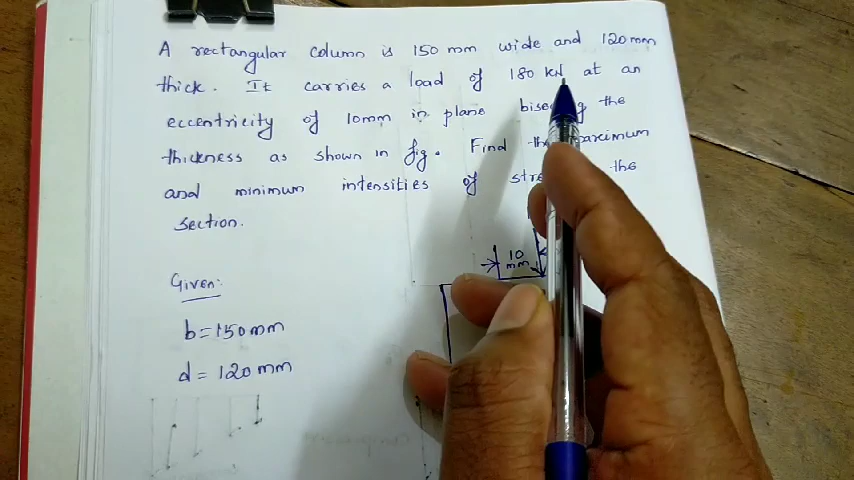 A rectangular column is 150 mm wide and 120 mm
thick. It carries a load of 180 kN at an
eccentricity of 10mm in plane the
thickness as shown in fig. Find
and minimum intensities of the
section.
10
mm
Given:
b = 150 mm
d = 120 mm